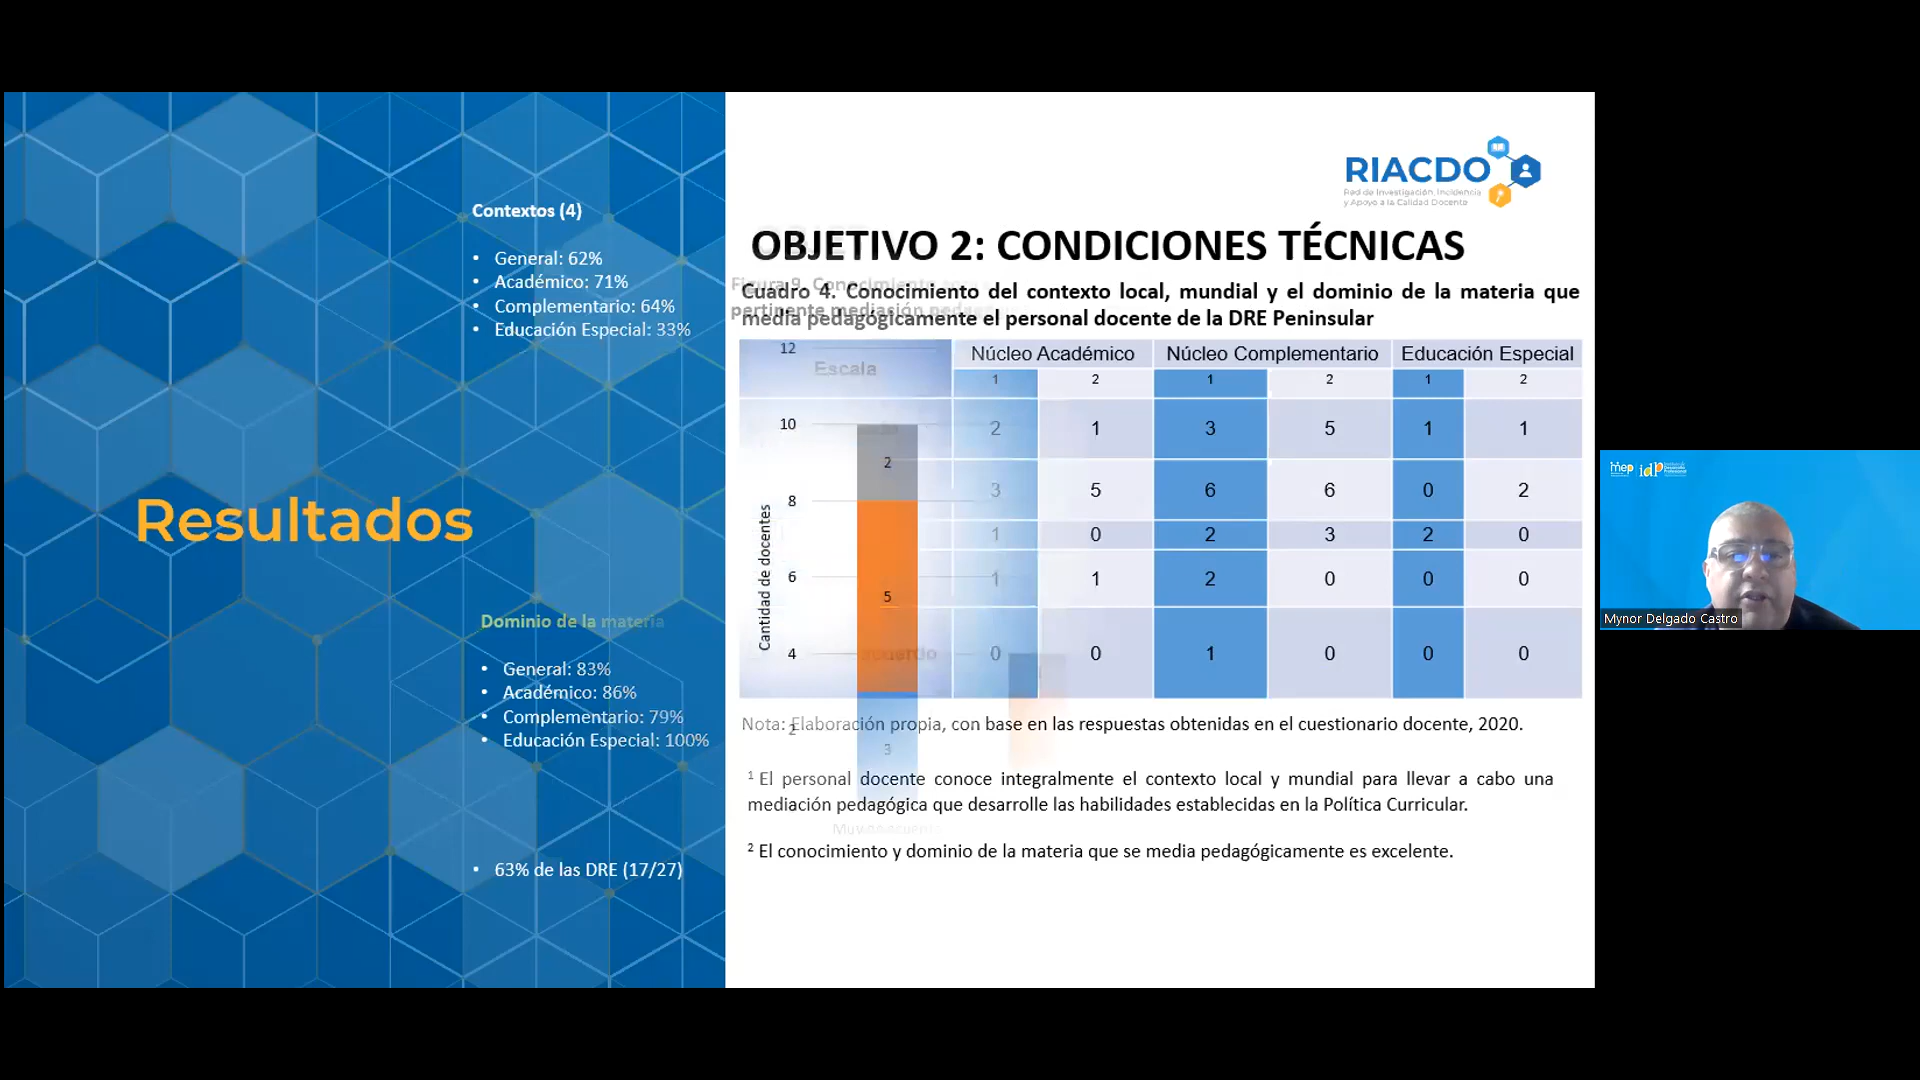 Contextos (4)
• General: 62%
• Académico: 71%
• Complementario: 64%
• Educación Especial: 33%
Resultados
Dominio de la materia
• General: 83%
• Académico: 86%
• Complementario: 79%
• Educación Especial: 100%
• 63% de las DRE (17/27)
RIACDO
Red de Investigación, Incidencia
y Apoyo a la Calidad Docente
OBJETIVO 2: CONDICIONES TÉCNICAS
Figura 9. Conocimiento
pertinente mediación
Cuadro 4. Conocimiento del contexto local, mundial y el dominio de la materia que
media pedagógicamente el personal docente de la DRE Peninsular
Escala Núcleo Académico Núcleo Complementario Educación Especial
1 2 1 2 1 2
2 1 3 5 1 1
3 5 6 6 0 2
1 0 2 3 2 0
1 1 2 0 0 0
0 0 1 0 0 0
Cantidad de docentes
12
10
8
6
4
2
2
5
3
Nota: Elaboración propia, con base en las respuestas obtenidas en el cuestionario docente, 2020.
1 El personal docente conoce integralmente el contexto local y mundial para llevar a cabo una
mediación pedagógica que desarrolle las habilidades establecidas en la Política Curricular.
2 El conocimiento y dominio de la materia que se media pedagógicamente es excelente.
mep idp
Mynor Delgado Castro